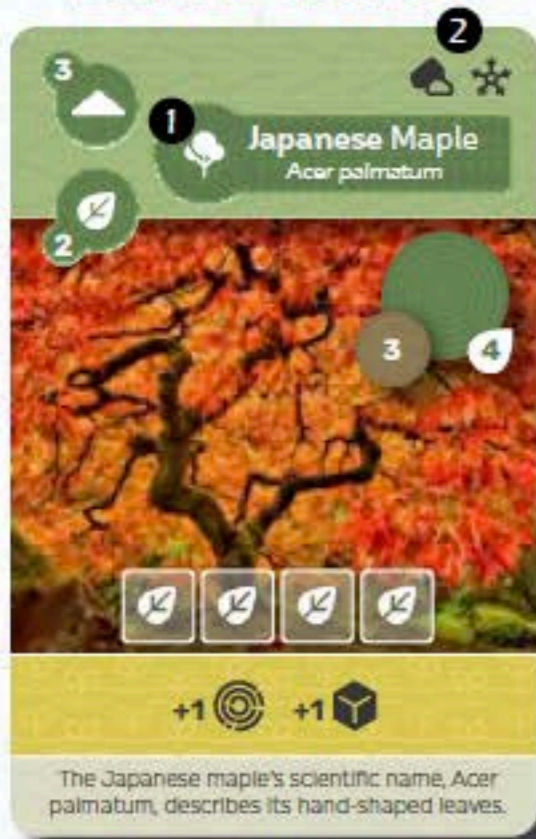 2
3
1
Japanese Maple
Acer palmatum
2
3
4
+1 +1
The Japanese maple's scientific name, Acer
palmatum, describes its hand-shaped leaves.